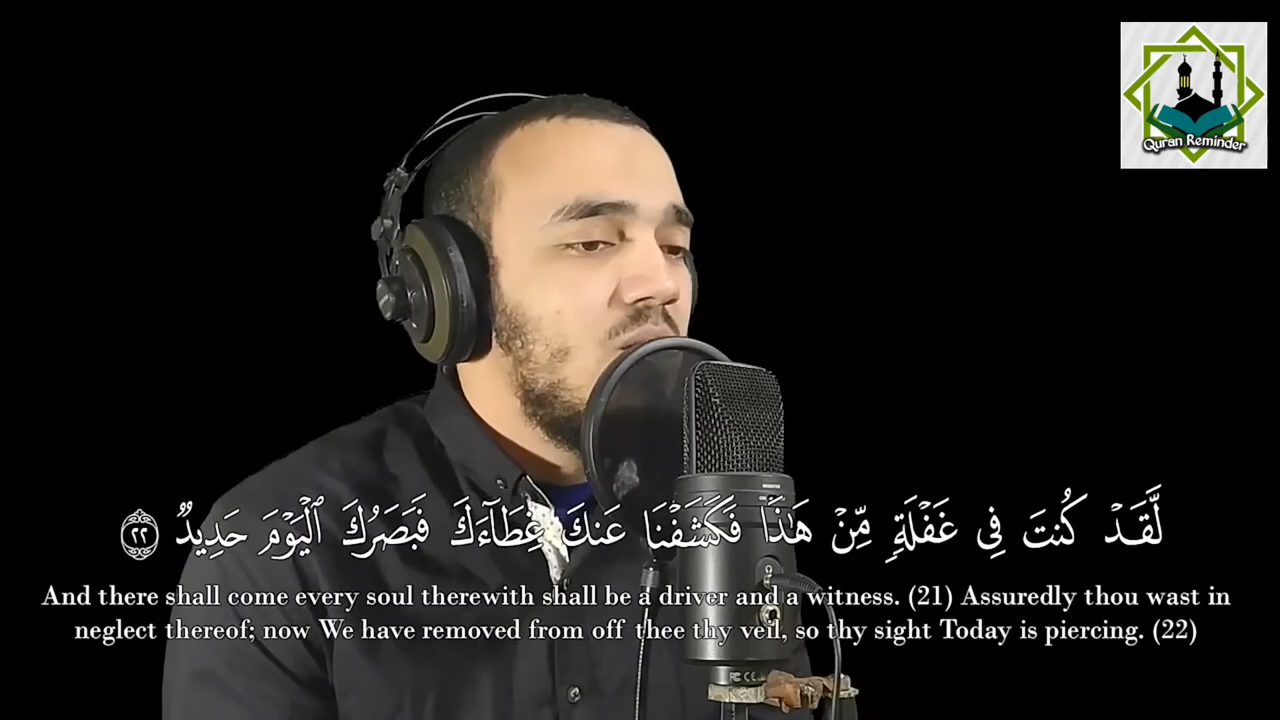 Quran Reminder
لَّقَدْ كُنتَ فِي غَفْلَةٍ مِّنْ هَٰذَا فَكَشَفْنَا عَنكَ غِطَآءَكَ فَبَصَرُكَ ٱلْيَوْمَ حَدِيدٌ ٢٢
And there shall come every soul therewith shall be a driver and a witness. (21) Assuredly thou wast in
neglect thereof; now We have removed from off thee thy veil, so thy sight Today is piercing. (22)